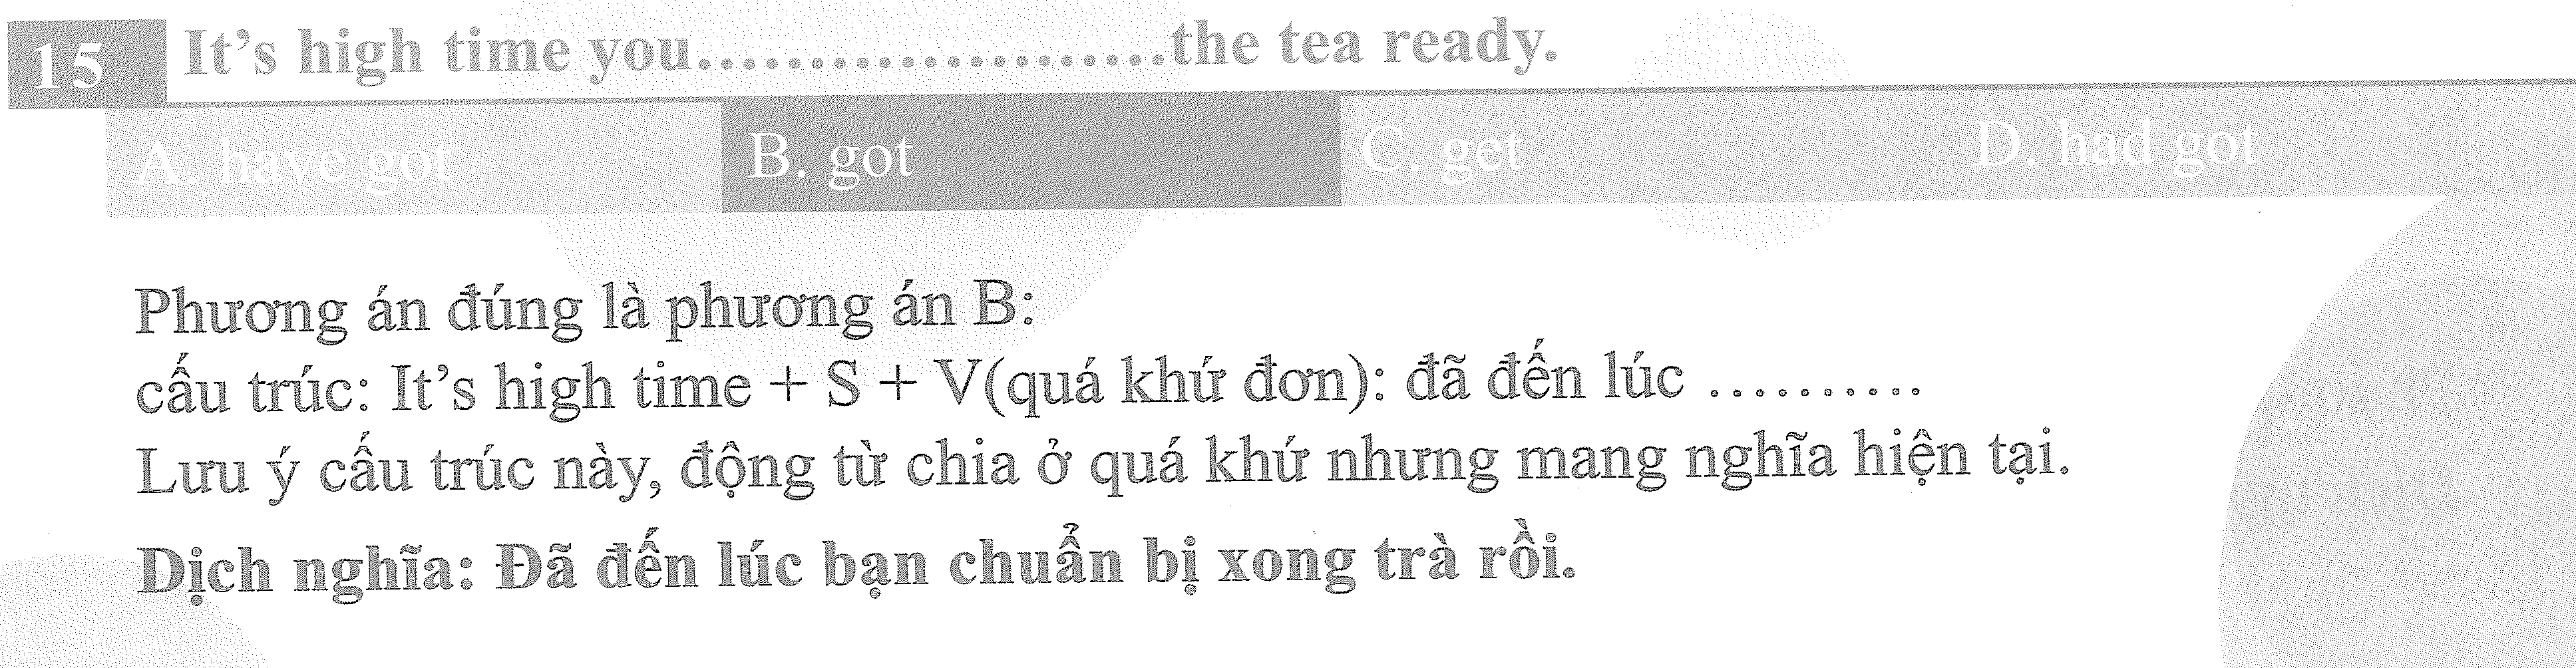 15 It's high time you.....................the tea ready.
A. have got B. got C. get D. had got
Phương án đúng là phương án B:
cấu trúc: It's high time + S + V(quá khứ đơn): đã đến lúc ..........
Lưu ý cấu trúc này, động từ chia ở quá khứ nhưng mang nghĩa hiện tại.
Dịch nghĩa: Đã đến lúc bạn chuẩn bị xong trà rồi.